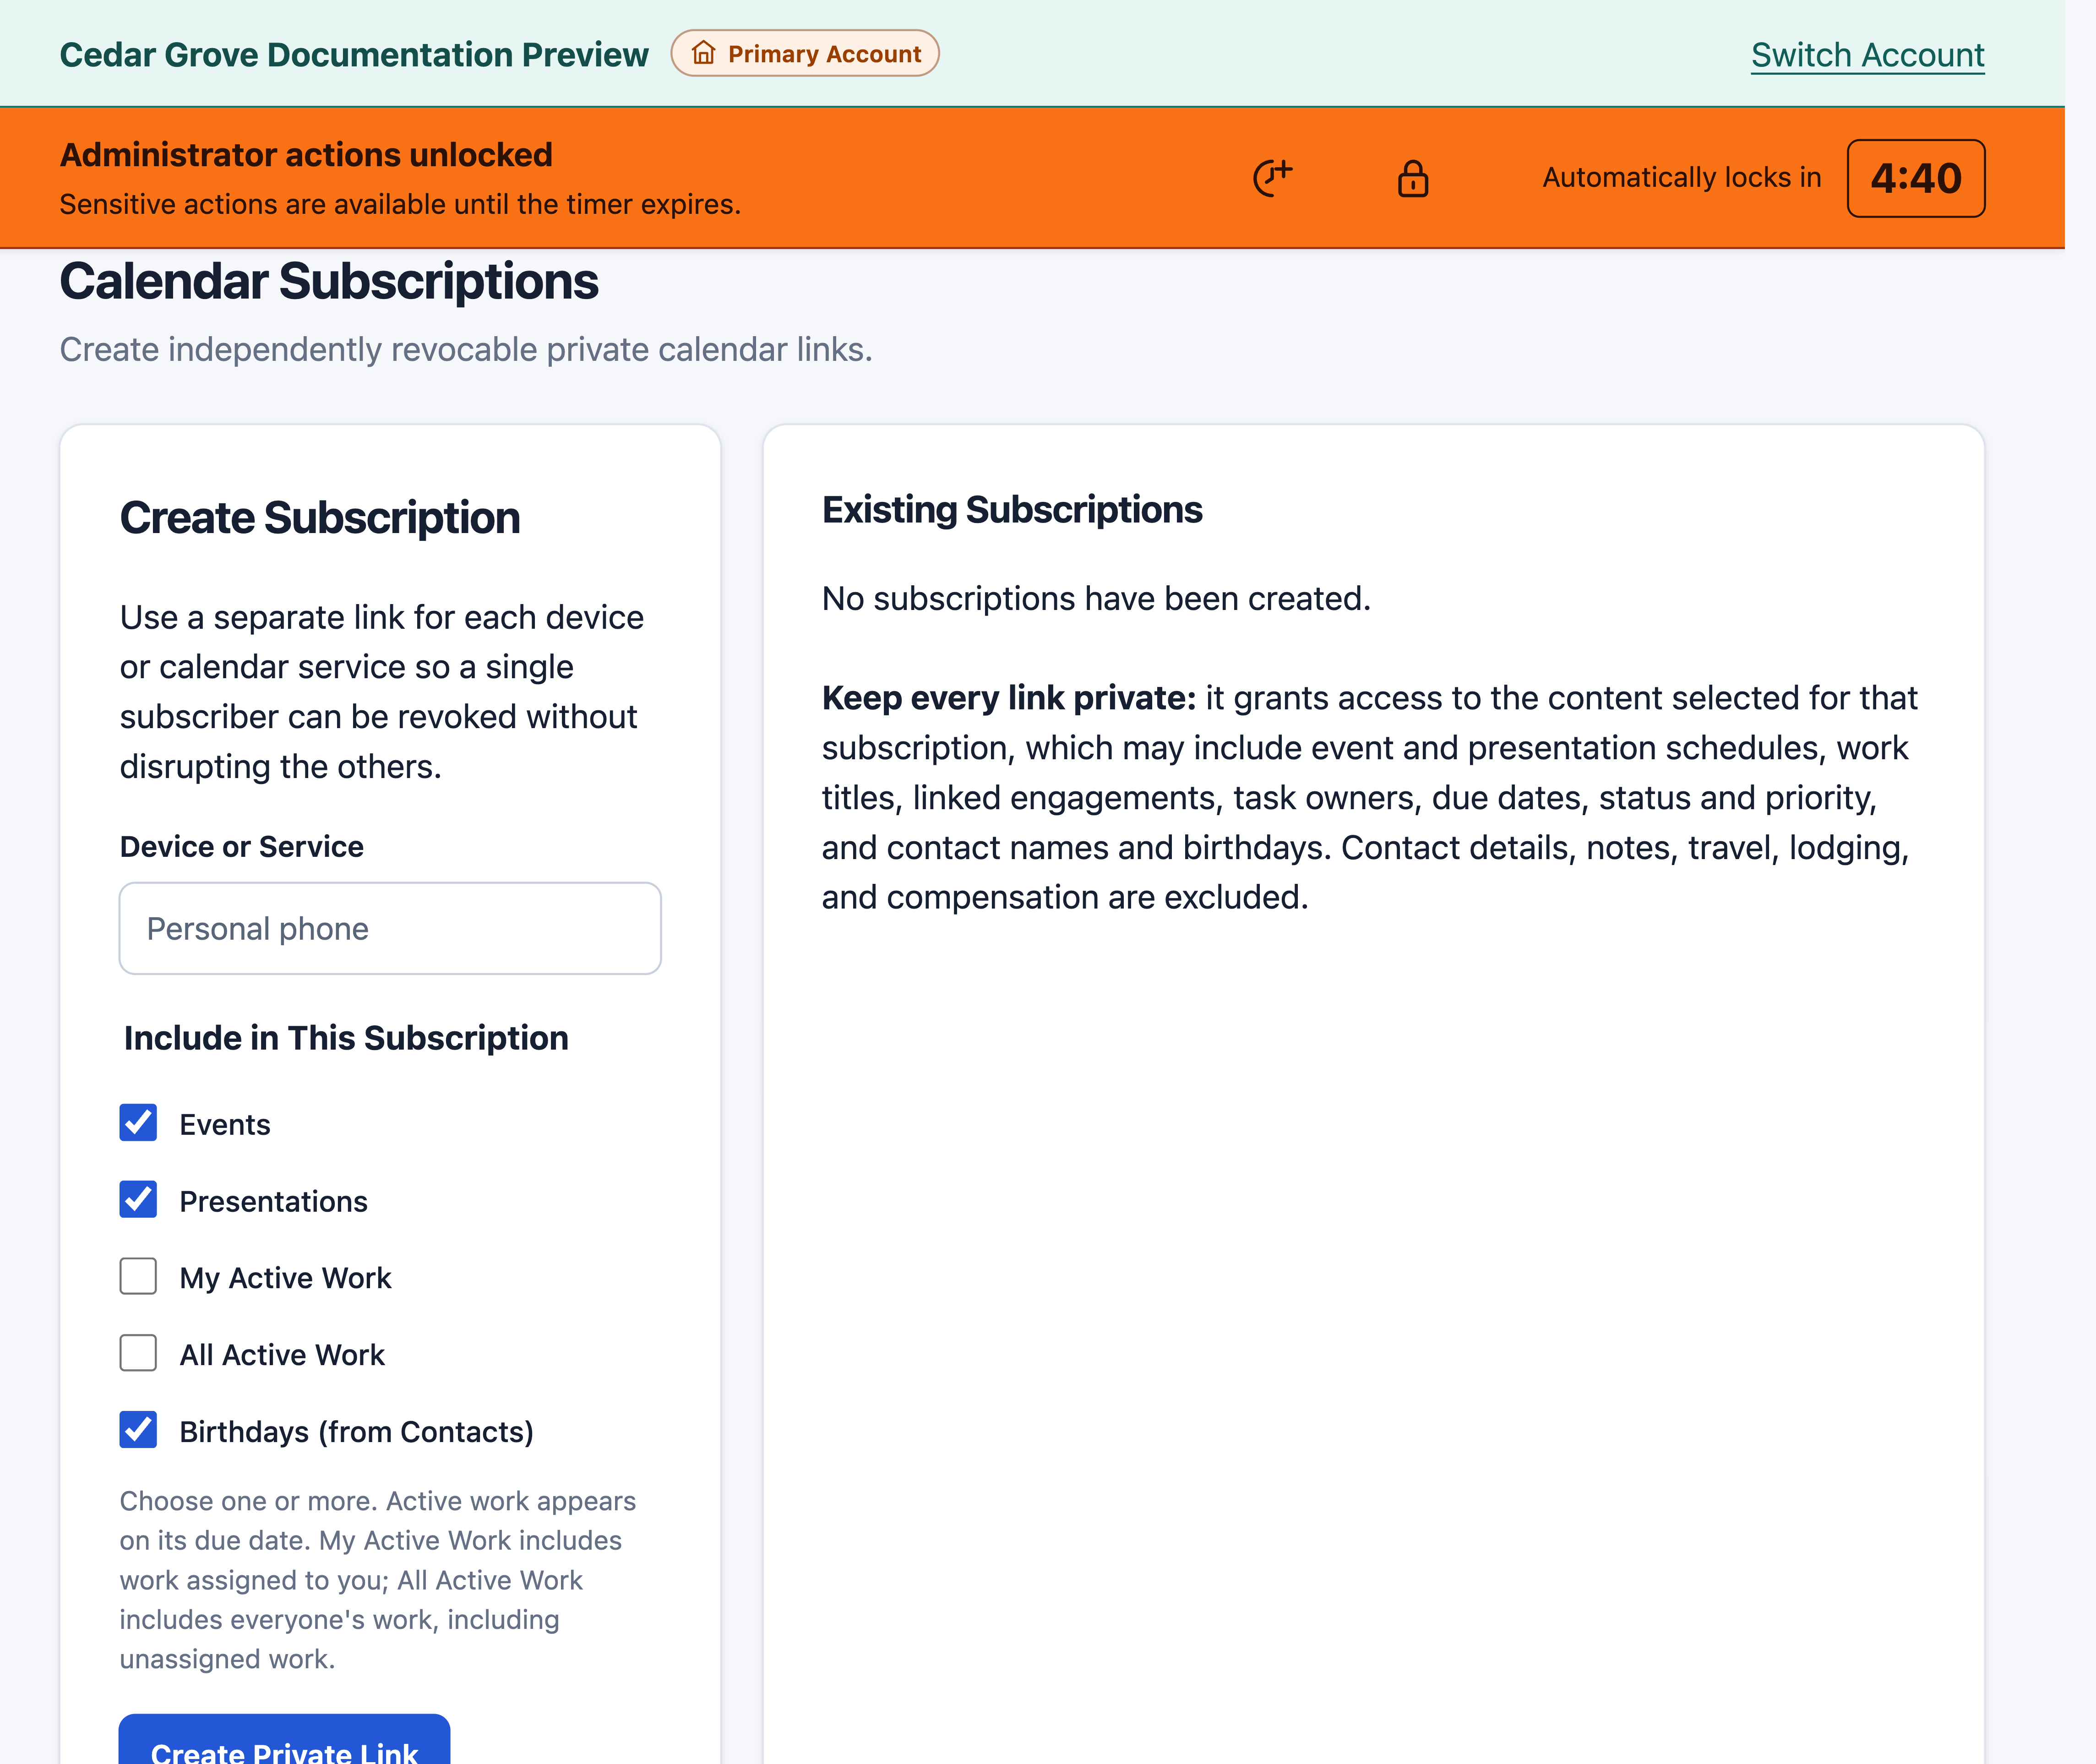 Cedar Grove Documentation Preview
Primary Account
Switch Account
Administrator actions unlocked
Sensitive actions are available until the timer expires.
Automatically locks in
4:40
Calendar Subscriptions
Create independently revocable private calendar links.
Create Subscription
Use a separate link for each device
or calendar service so a single
subscriber can be revoked without
disrupting the others.
Device or Service
Personal phone
Include in This Subscription
Events
Presentations
My Active Work
All Active Work
Birthdays (from Contacts)
Choose one or more. Active work appears
on its due date. My Active Work includes
work assigned to you; All Active Work
includes everyone's work, including
unassigned work.
Create Private Link
Existing Subscriptions
No subscriptions have been created.
Keep every link private: it grants access to the content selected for that
subscription, which may include event and presentation schedules, work
titles, linked engagements, task owners, due dates, status and priority,
and contact names and birthdays. Contact details, notes, travel, lodging,
and compensation are excluded.